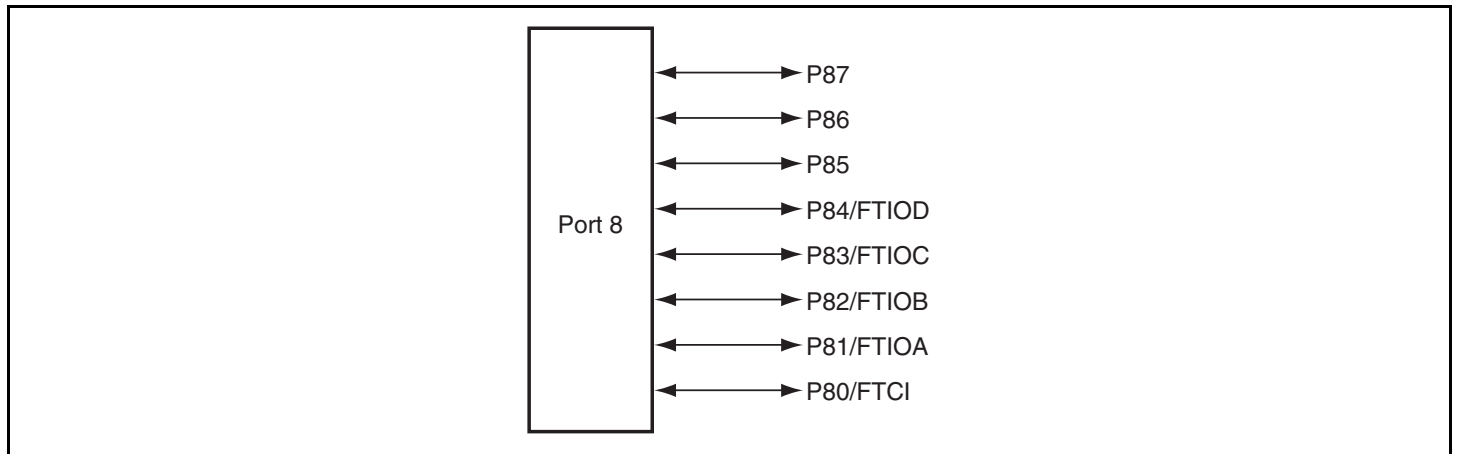 Port 8
P87
P86
P85
P84/FTIOD
P83/FTIOC
P82/FTIOB
P81/FTIOA
P80/FTCI